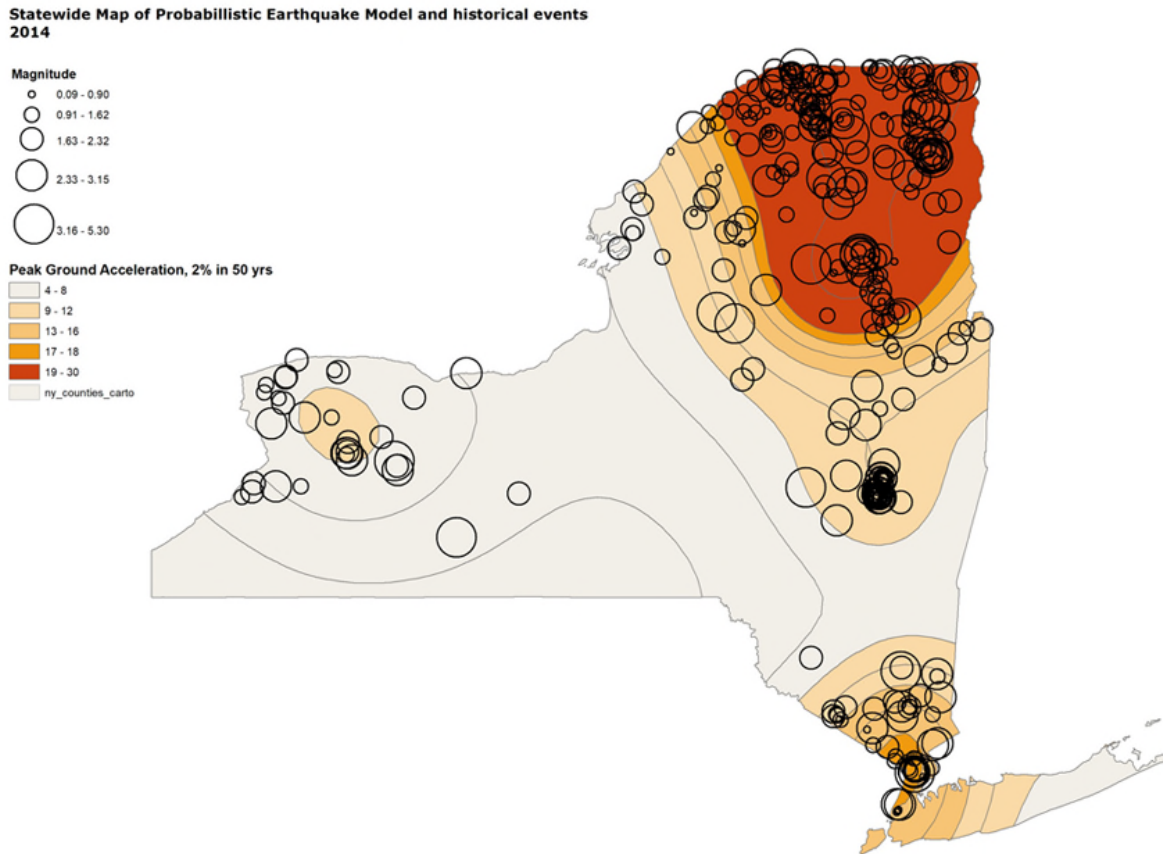 Statewide Map of Probabillistic Earthquake Model and historical events
2014
Magnitude
0.09 - 0.90
0.91 - 1.62
1.63 - 2.32
2.33 - 3.15
3.16 - 5.30
Peak Ground Acceleration, 2% in 50 yrs
4 - 8
9 - 12
13 - 16
17 - 18
19 - 30
ny_counties_carto